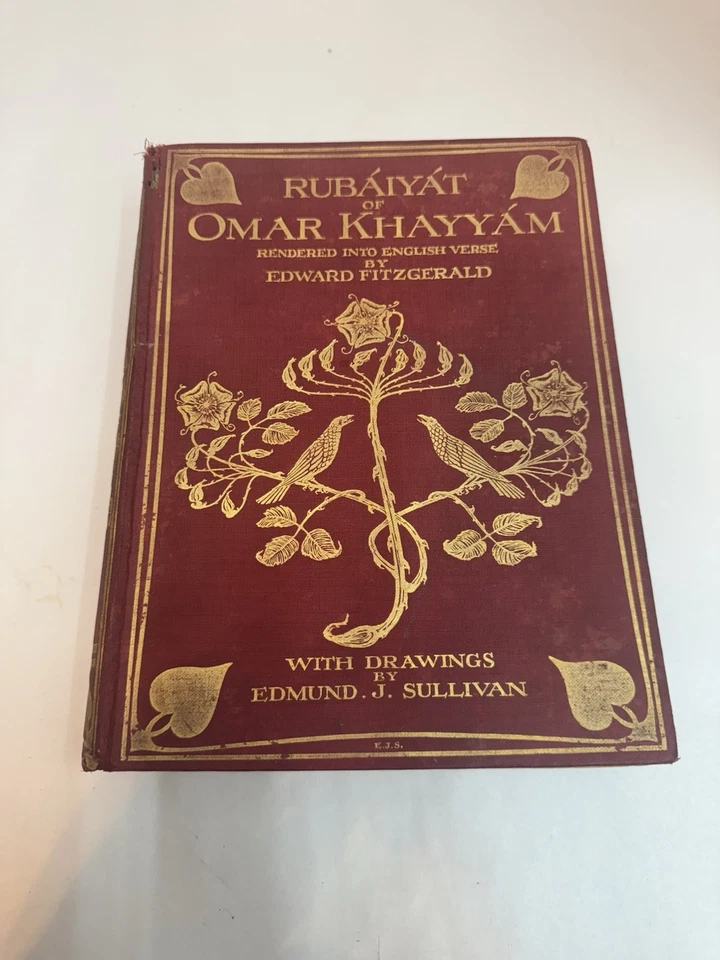 RUBÁIYÁT
OF
OMAR KHAYYÁM
RENDERED INTO ENGLISH VERSE
BY
EDWARD FITZGERALD
WITH DRAWINGS
BY
EDMUND . J. SULLIVAN
E.J.S.